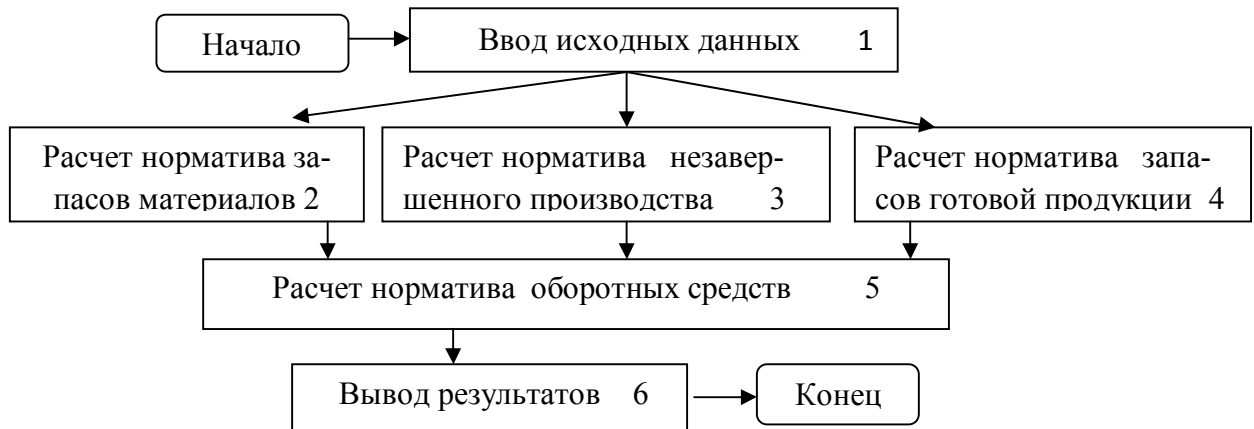 Начало
Ввод исходных данных 1
Расчет норматива за-
пасов материалов 2
Расчет норматива незавер-
шенного производства 3
Расчет норматива запа-
сов готовой продукции 4
Расчет норматива оборотных средств 5
Вывод результатов 6
Конец